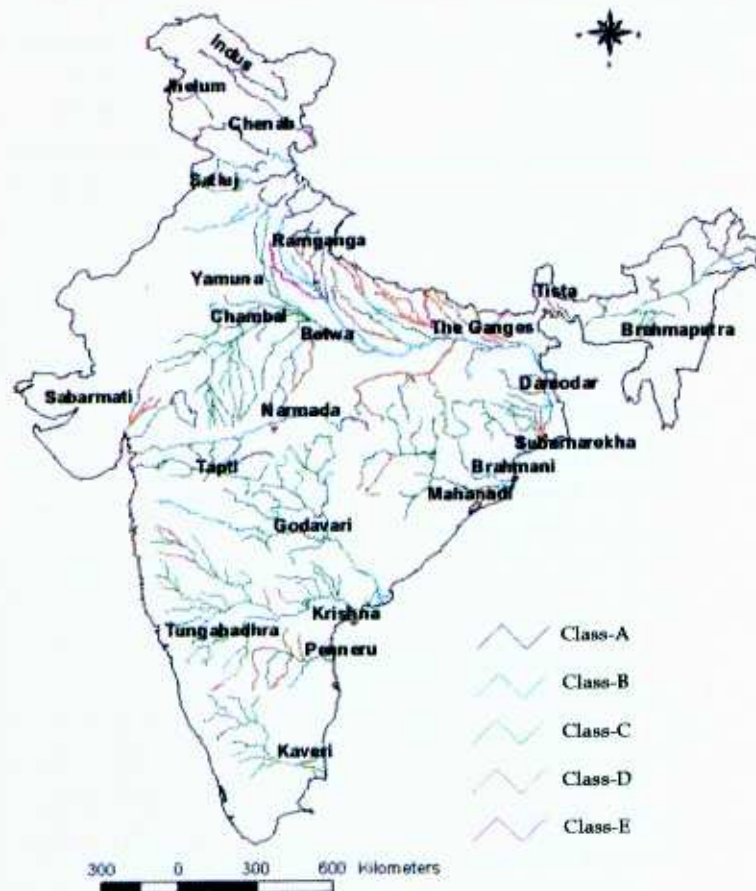 Indus
Jhelum
Chenab
Satluj
Ramganga
Yamuna
Tista
Chambal
The Ganges
Betwa
Brahmaputra
Damodar
Sabarmati
Narmada
Subarnarekha
Tapti
Brahmani
Mahanadi
Godavari
Krishna
Tungabadhra
Penneru
Kaveri
Class-A
Class-B
Class-C
Class-D
Class-E
300 0 300 600 Kilometers